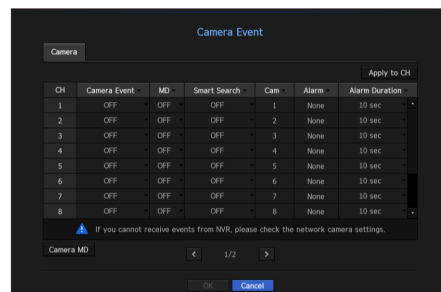 Camera Event
Camera
Apply to CH
CH Camera Event MD Smart Search Cam Alarm Alarm Duration
1 OFF OFF OFF 1 None 10 sec
2 OFF OFF OFF 2 None 10 sec
3 OFF OFF OFF 3 None 10 sec
4 OFF OFF OFF 4 None 10 sec
5 OFF OFF OFF 5 None 10 sec
6 OFF OFF OFF 6 None 10 sec
7 OFF OFF OFF 7 None 10 sec
8 OFF OFF OFF 8 None 10 sec
If you cannot receive events from NVR, please check the network camera settings.
Camera MD < 1/2 >
OK Cancel